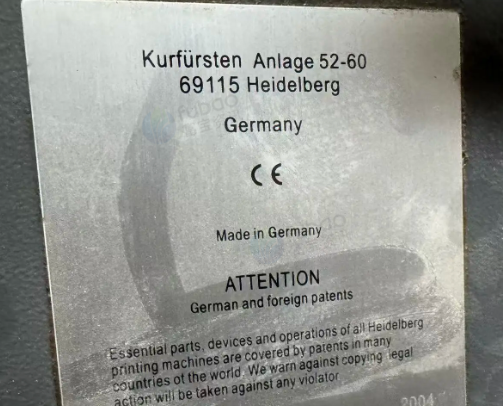 Kurfürsten Anlage 52-60
69115 Heidelberg
Germany
CE
Made in Germany
ATTENTION
German and foreign patents
Essential parts, devices and operations of all Heidelberg
printing machines are covered by patents in many
countries of the world. We warn against copying legal
action will be taken against any violator
2004